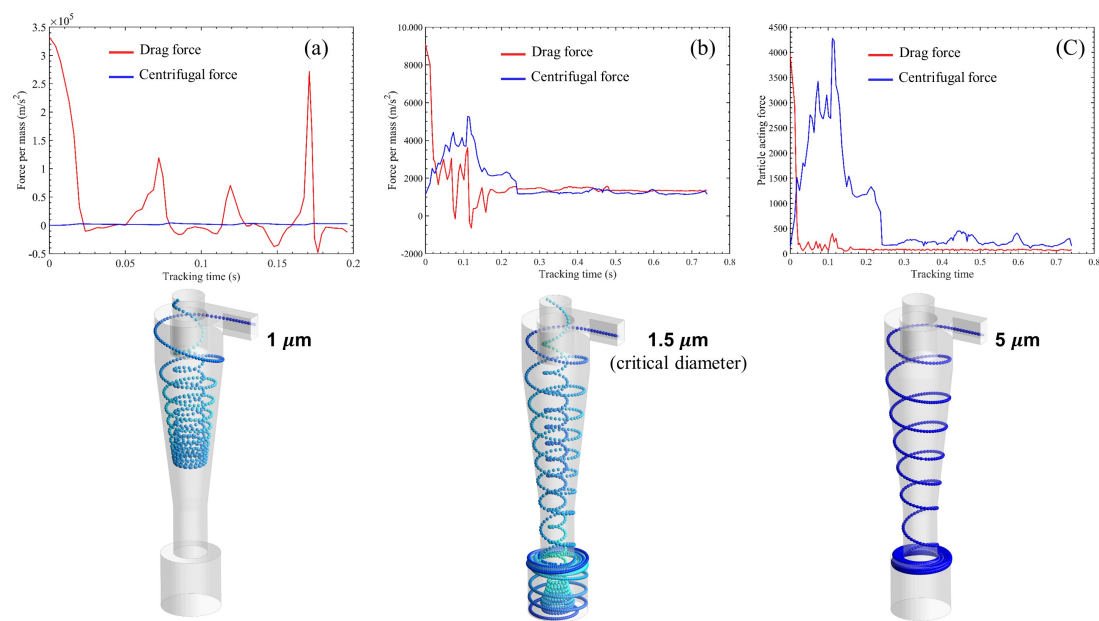 ×10⁵
3.5
3
2.5
2
1.5
1
0.5
0
-0.5
0
0.05
0.1
0.15
0.2
Force per mass (m/s²)
Tracking time (s)
Drag force
Centrifugal force
(a)
10.000
8000
6000
4000
2000
0
-2000
0
0.1
0.2
0.3
0.4
0.5
0.6
0.7
0.8
Force per mass (m/s²)
Tracking time (s)
Drag force
Centrifugal force
(b)
4500
4000
3500
3000
2500
2000
1500
1000
500
0
0
0.1
0.2
0.3
0.4
0.5
0.6
0.7
0.8
Particle acting force
Tracking time
Drag force
Centrifugal force
(C)
1 μm
1.5 μm
(critical diameter)
5 μm